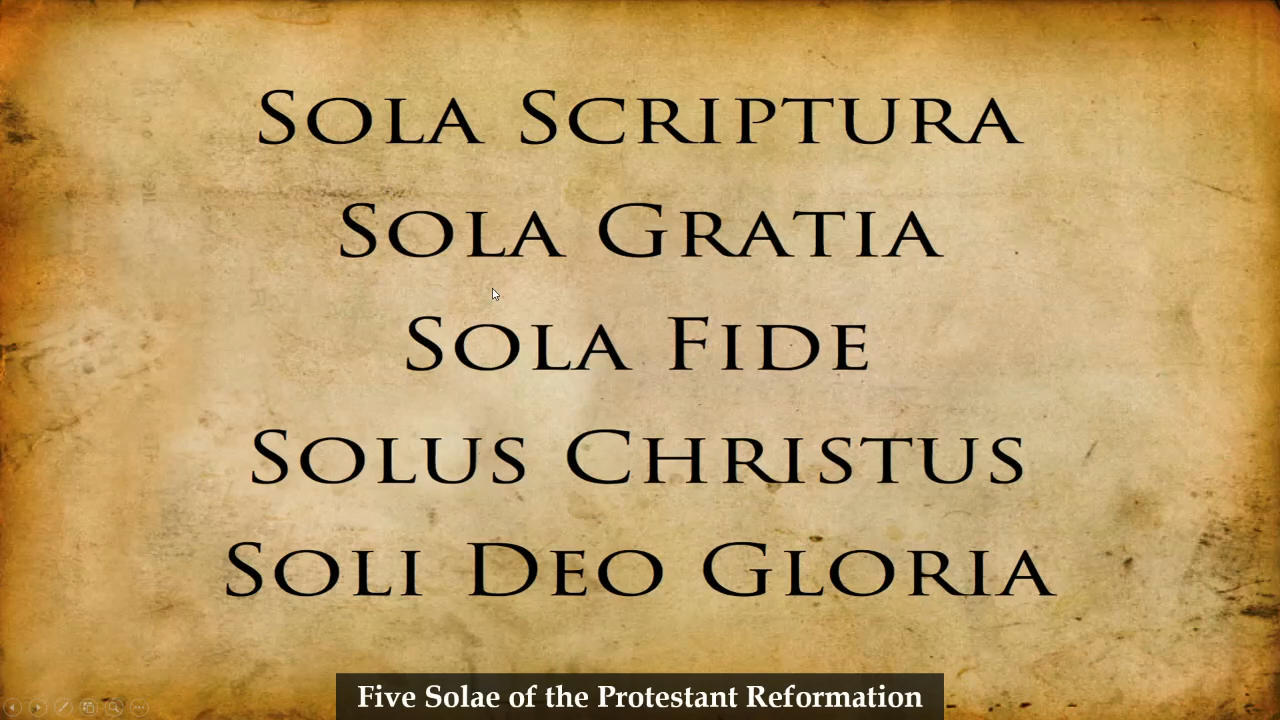 SOLA SCRIPTURA
SOLA GRATIA
SOLA FIDE
SOLUS CHRISTUS
SOLI DEO GLORIA
Five Solae of the Protestant Reformation